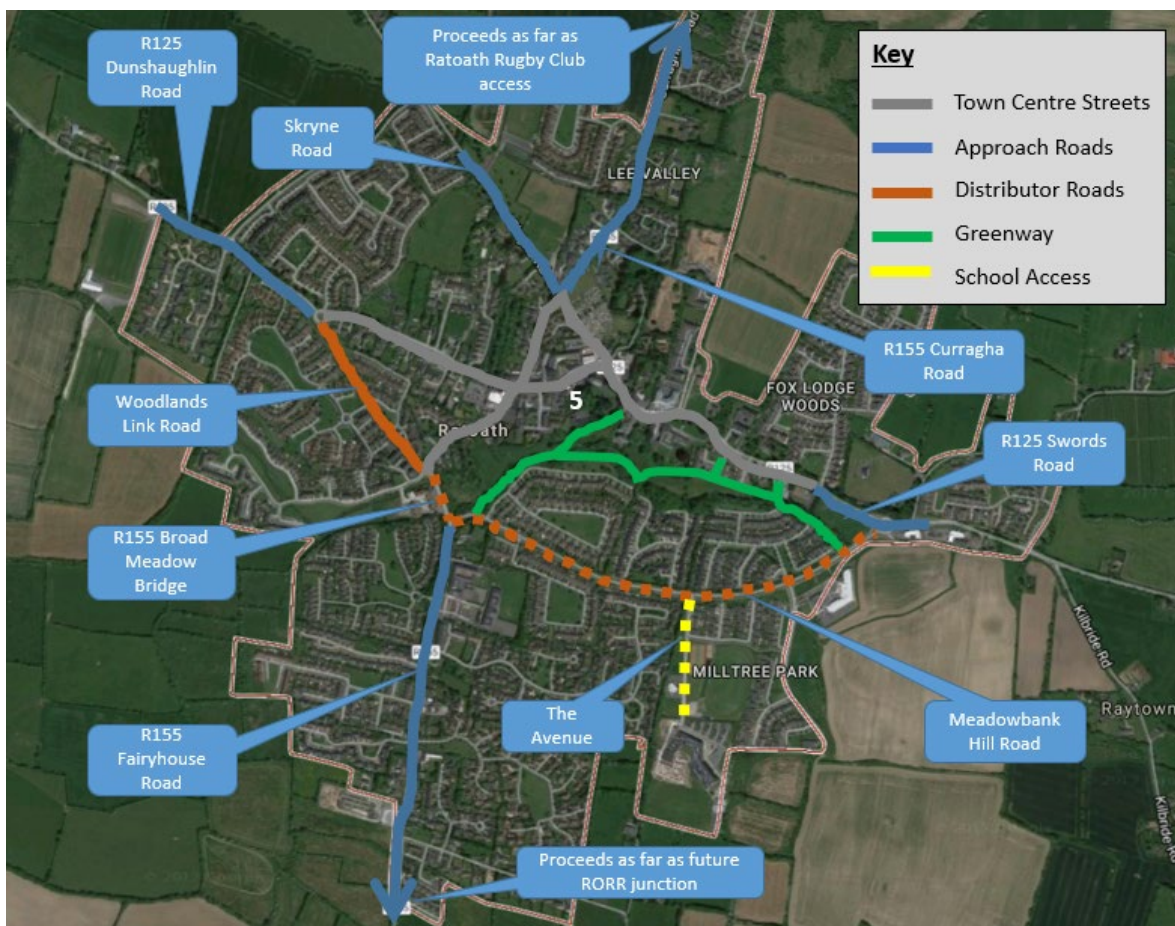 R125
Dunshaughlin
Road
Proceeds as far as
Ratoath Rugby Club
access
Key
Town Centre Streets
Approach Roads
Distributor Roads
Greenway
School Access
Skryne
Road
LEE VALLEY
R155 Curragha
Road
FOX LODGE
WOODS
5
Woodlands
Link Road
Ratoath
R125 Swords
Road
R155 Broad
Meadow
Bridge
Kilbride Rd
MILLTREE PARK
Raytown
R155
Fairyhouse
Road
The
Avenue
Meadowbank
Hill Road
Proceeds as far as future
RORR junction